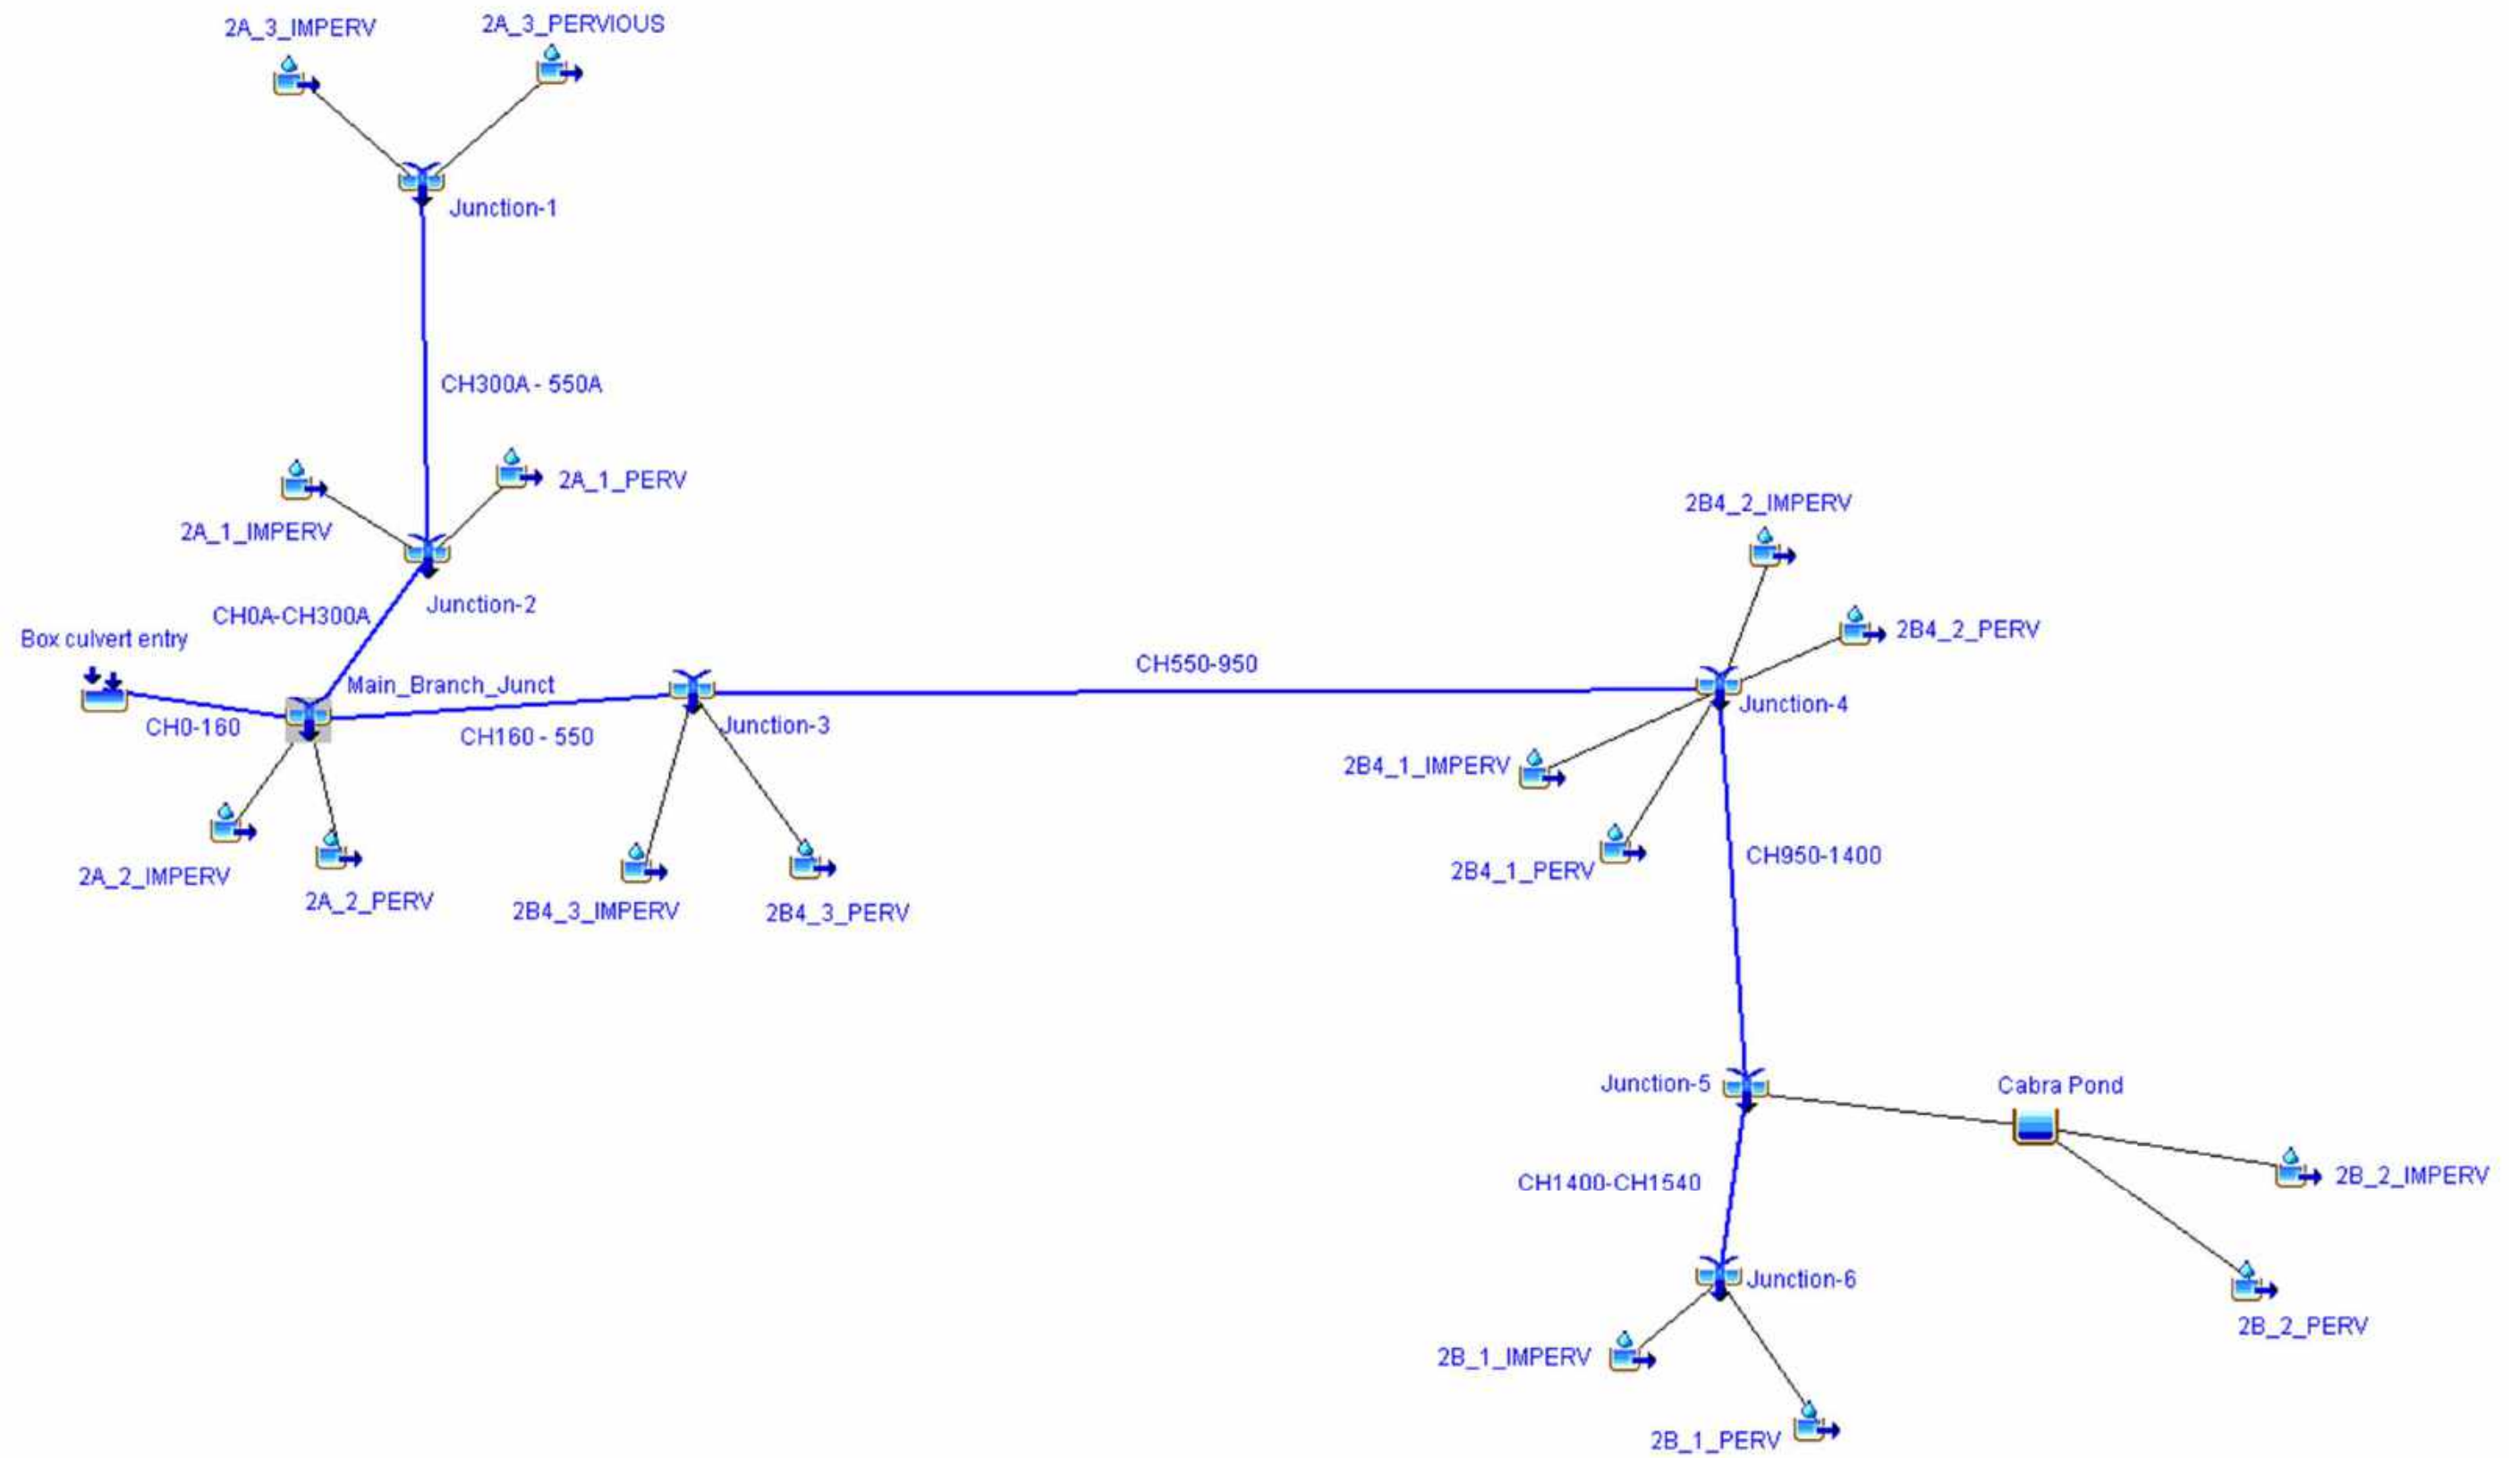 2A_3_IMPERV
2A_3_PERVIOUS
Junction-1
CH300A - 550A
2A_1_PERV
2A_1_IMPERV
2B4_2_IMPERV
Junction-2
CH0A-CH300A
2B4_2_PERV
Box culvert entry
CH550-950
Main_Branch_Junct
Junction-4
CH0-160
CH160 - 550
Junction-3
2B4_1_IMPERV
CH950-1400
2B4_1_PERV
2A_2_IMPERV
2A_2_PERV
2B4_3_IMPERV
2B4_3_PERV
Junction-5
Cabra Pond
2B_2_IMPERV
CH1400-CH1540
Junction-6
2B_2_PERV
2B_1_IMPERV
2B_1_PERV